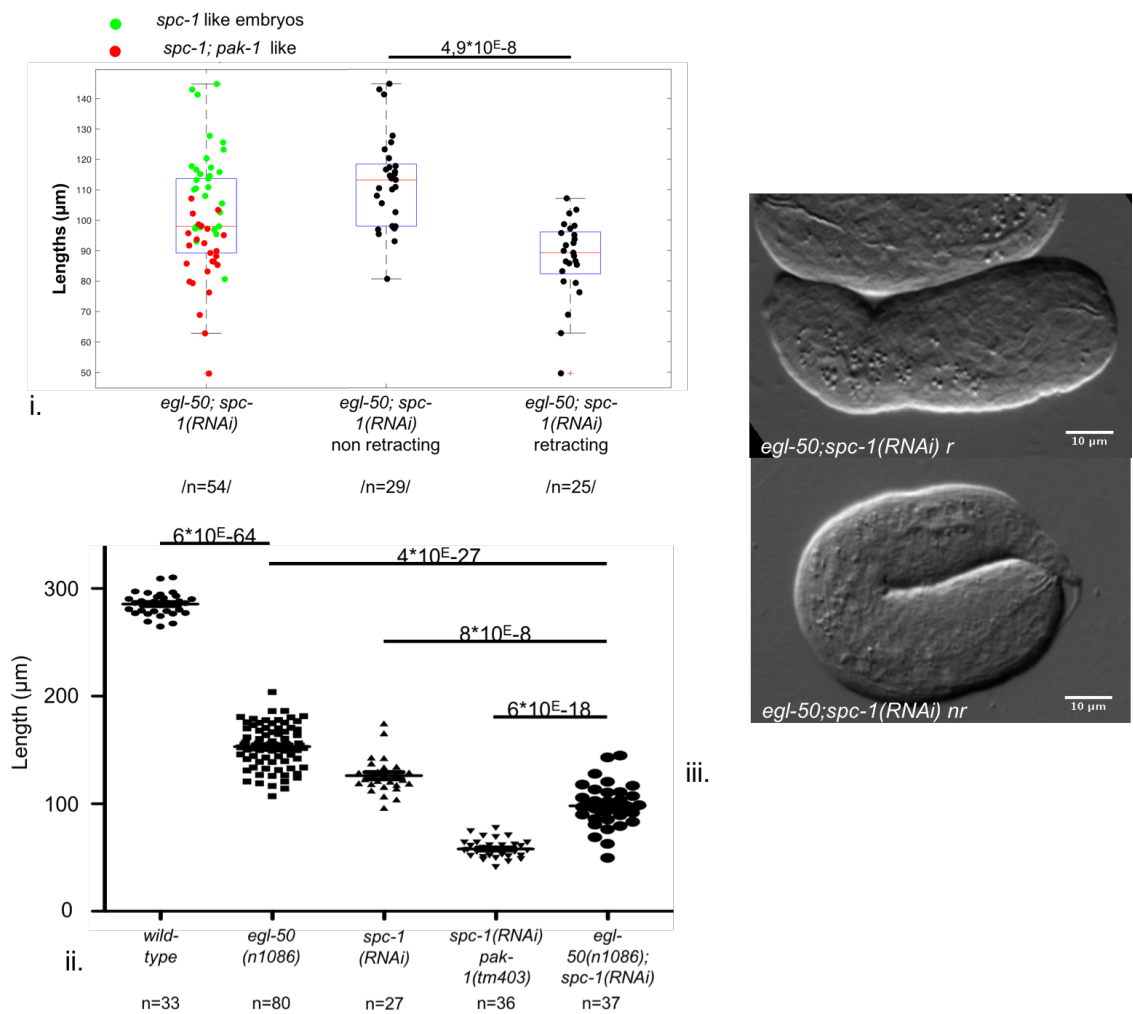 spc-1 like embryos
spc-1; pak-1 like
4,9*10E-8
Lengths (µm)
140
130
120
110
100
90
80
70
60
50
i.
egl-50; spc-
1(RNAi)
egl-50; spc-
1(RNAi)
non retracting
egl-50; spc-
1(RNAi)
retracting
/n=54/
/n=29/
/n=25/
egl-50;spc-1(RNAi) r
10 µm
egl-50;spc-1(RNAi) nr
10 µm
iii.
6*10E-64
4*10E-27
8*10E-8
6*10E-18
Length (µm)
300
200
100
0
ii.
wild-
type
egl-50
(n1086)
spc-1
(RNAi)
spc-1(RNAi)
pak-
1(tm403)
egl-
50(n1086);
spc-1(RNAi)
n=33
n=80
n=27
n=36
n=37